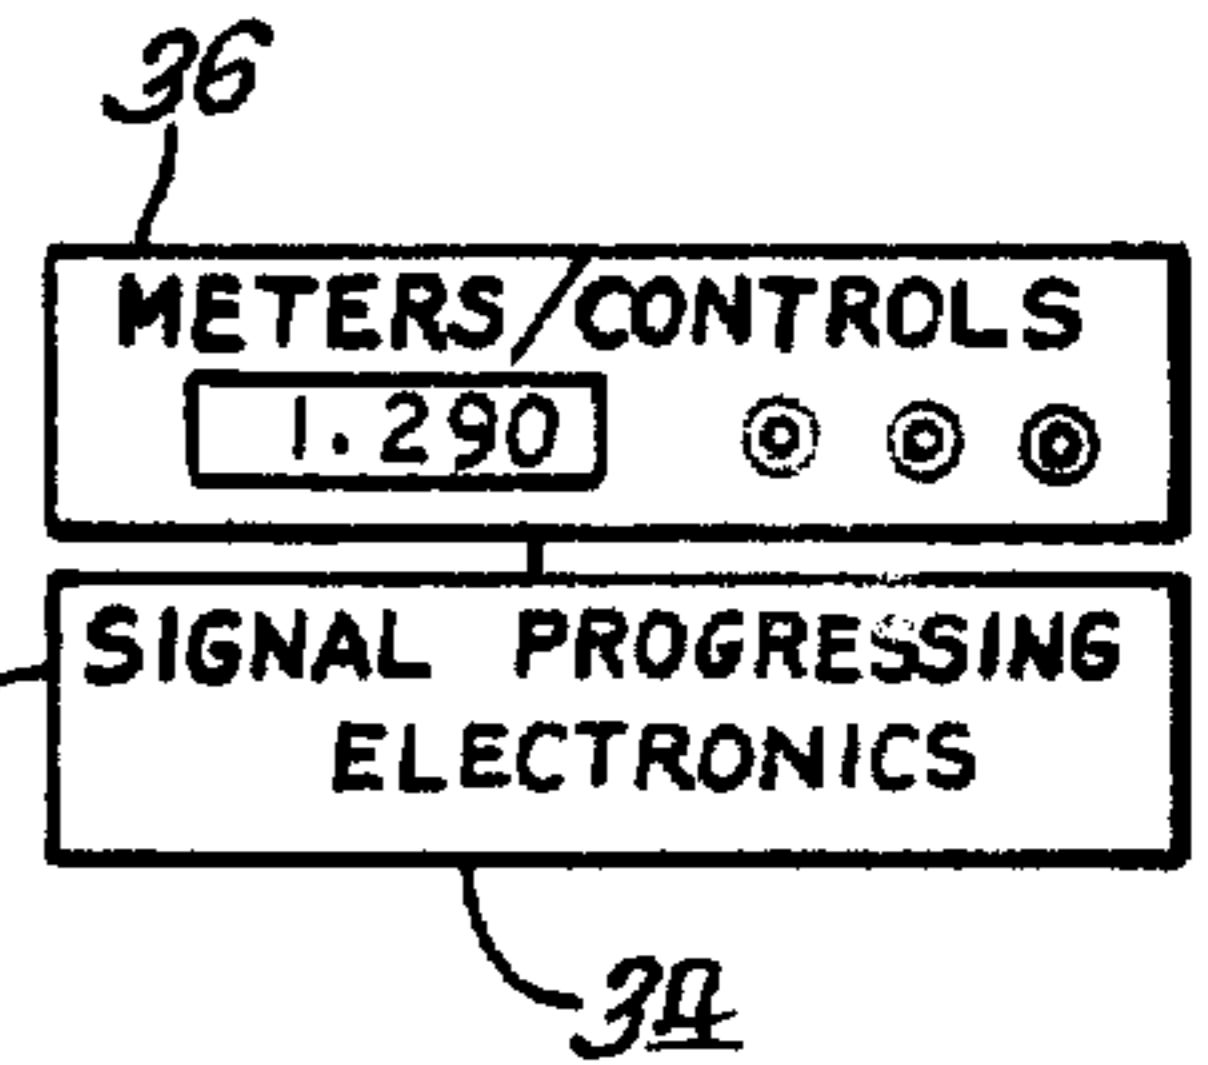 36
METERS/CONTROLS
1.290
SIGNAL PROGRESSING
ELECTRONICS
34